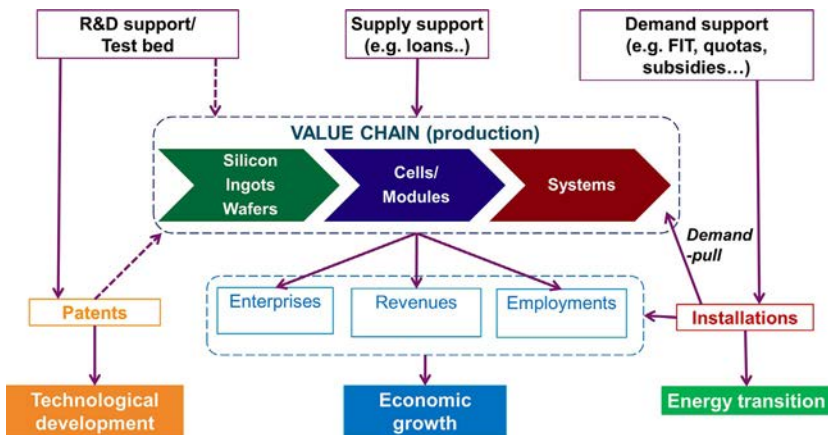 R&D support/
Test bed
Supply support
(e.g. loans..)
Demand support
(e.g. FIT, quotas,
subsidies…)
VALUE CHAIN (production)
Silicon
Ingots
Wafers
Cells/
Modules
Systems
Demand
-pull
Enterprises
Revenues
Employments
Patents
Installations
Technological
development
Economic
growth
Energy transition